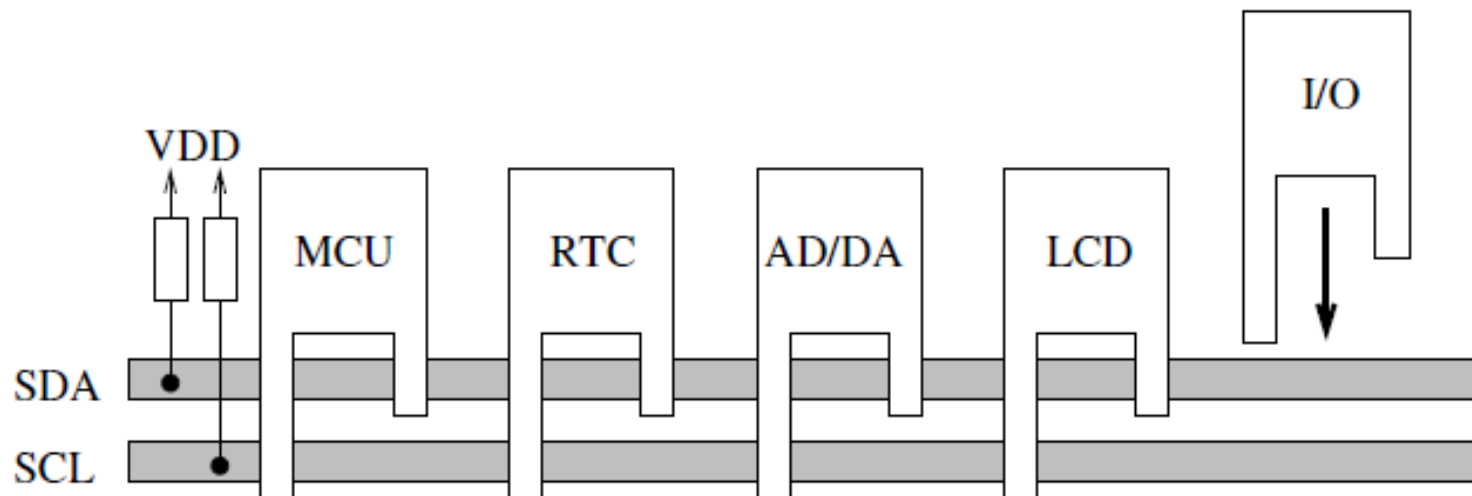 I/O
VDD
MCU
RTC
AD/DA
LCD
SDA
SCL